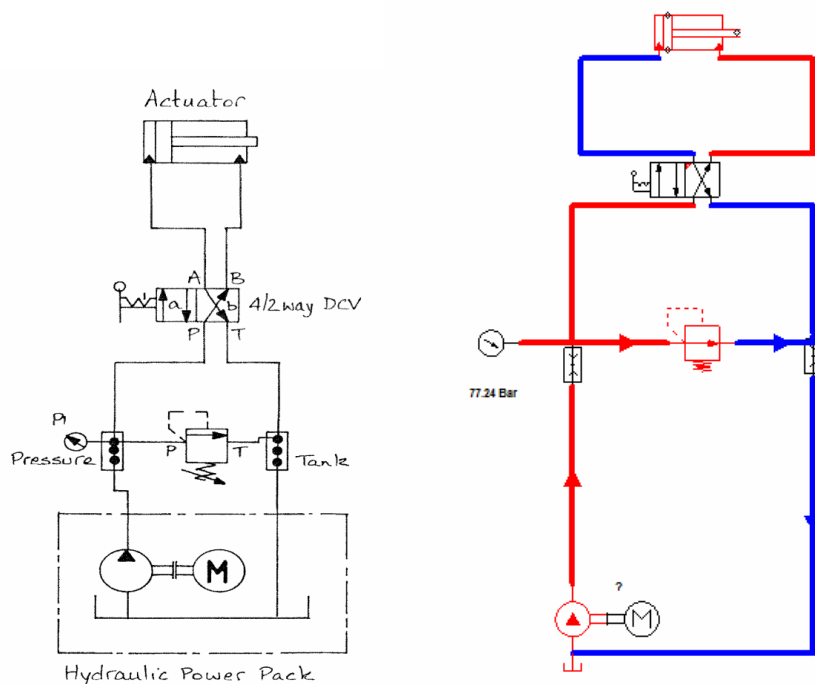 Actuator
A B
a b 4/2 way DCV
P T
P1
Pressure P T Tank
M
Hydraulic Power Pack
77.24 Bar
?
M